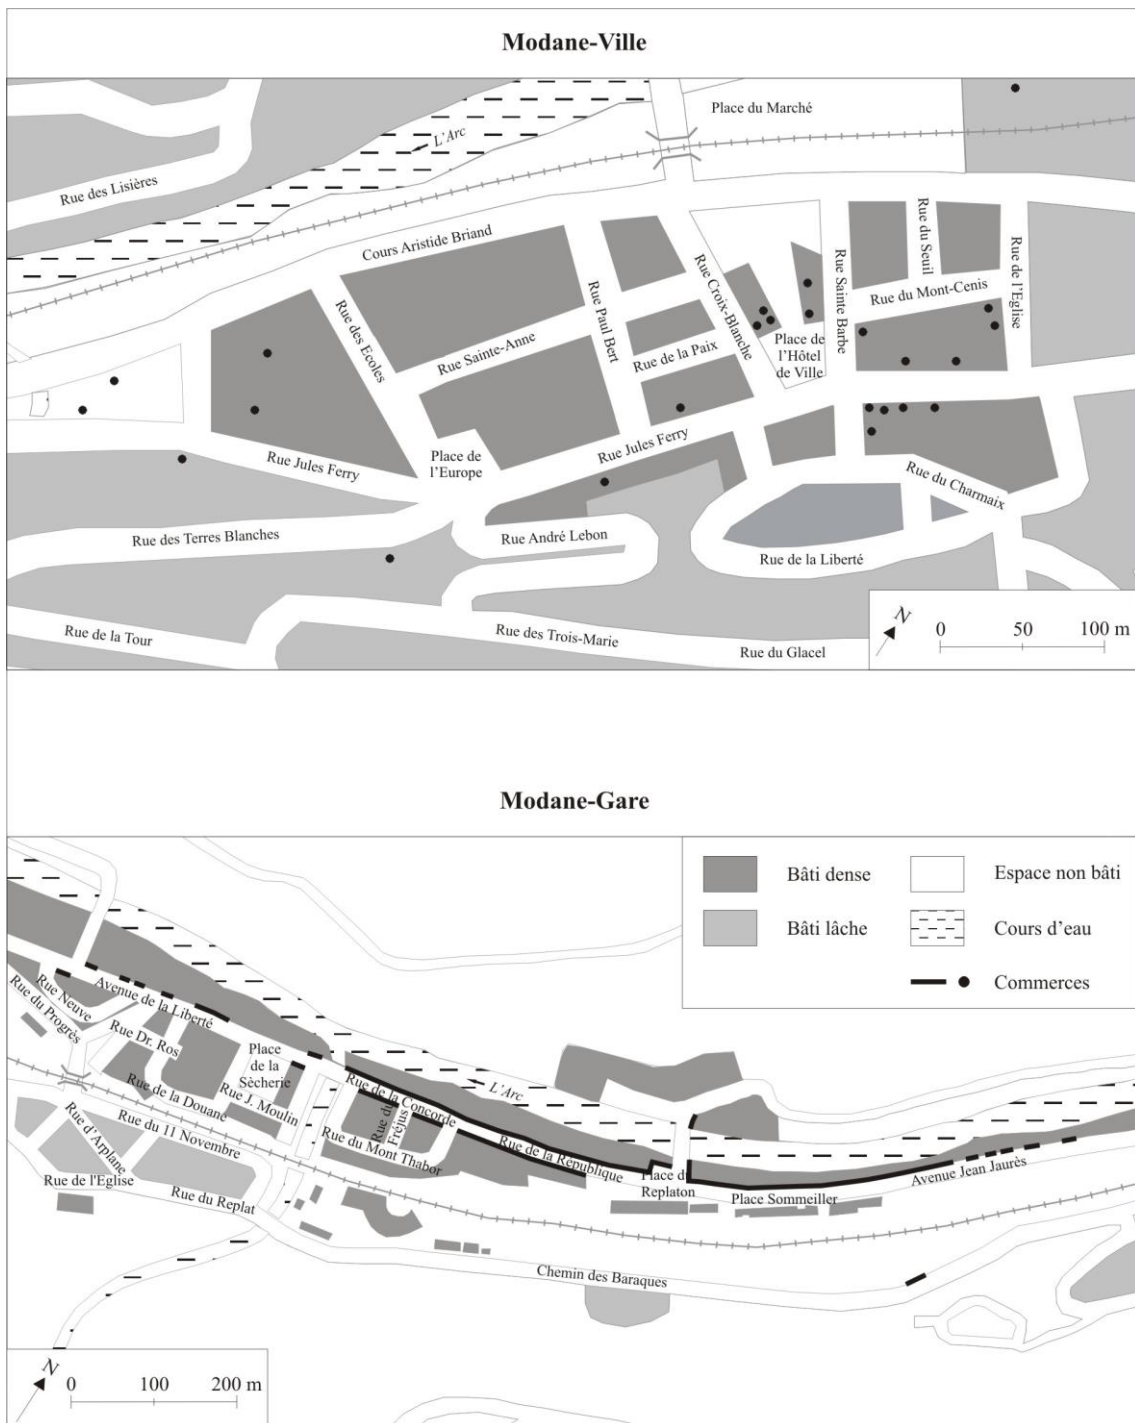 Modane-Ville
Place du Marché
L'Arc
Rue des Lisières
Cours Aristide Briand
Rue du Seuil
Rue de l'Eglise
Rue Croix-Blanche
Rue Sainte Barbe
Rue du Mont-Cenis
Rue des Ecoles
Rue Paul Bert
Rue Sainte-Anne
Rue de la Paix
Place de
l'Hôtel
de Ville
Rue Jules Ferry
Place de
l'Europe
Rue Jules Ferry
Rue du Charmaix
Rue des Terres Blanches
Rue André Lebon
Rue de la Liberté
Rue de la Tour
Rue des Trois-Marie
Rue du Glacel
N
0 50 100 m
Modane-Gare
Bâti dense
Espace non bâti
Bâti lâche
Cours d'eau
Commerces
Rue Neuve
Avenue de la Liberté
Rue du Progrès
Rue Dr. Ros
Place
de la
Sècherie
L'Arc
Rue de la Concorde
Rue de la Douane
Rue J. Moulin
Rue du
Fréjus
Rue du 11 Novembre
Rue d'Arplane
Rue du Mont Thabor
Rue de la République
Rue de l'Eglise
Rue du Replat
Place du
Replaton
Place Sommeiller
Avenue Jean Jaurès
Chemin des Baraques
N
0 100 200 m